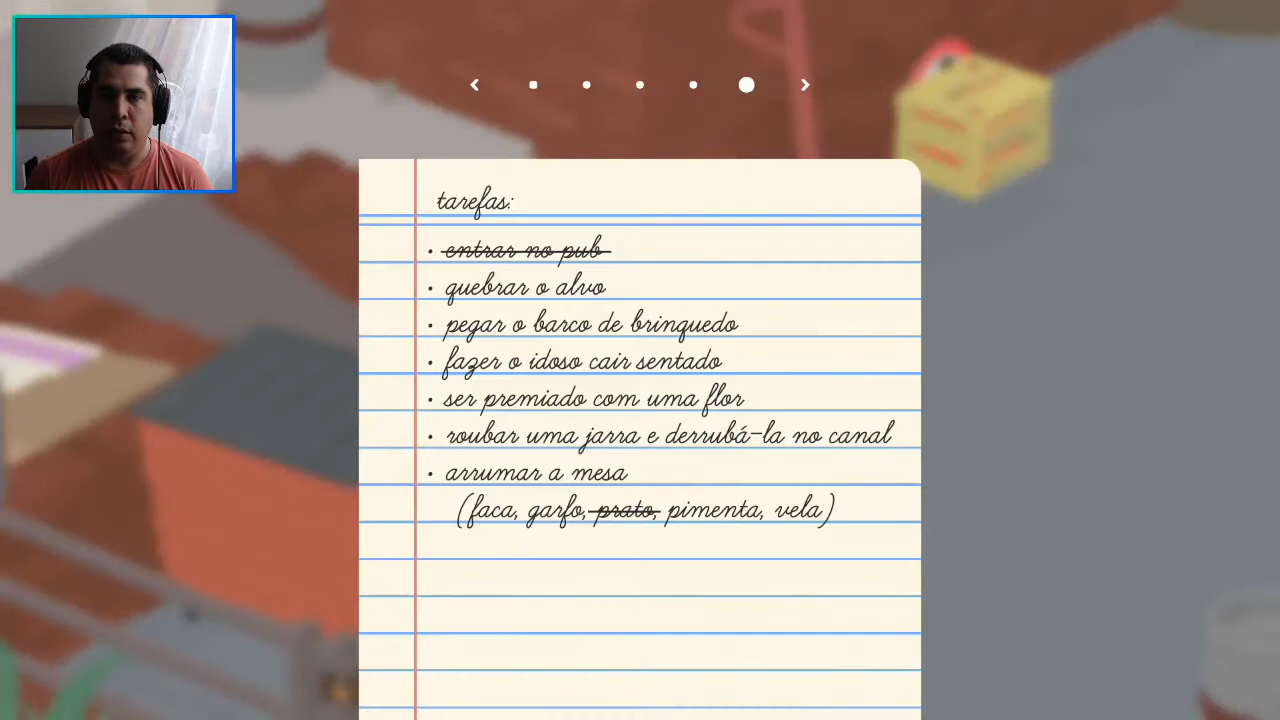 tarefas:
• entrar no pub
• quebrar o alvo
• pegar o barco de brinquedo
• fazer o idoso cair sentado
• ser premiado com uma flor
• roubar uma jarra e derrubá-la no canal
• arrumar a mesa
(faca, garfo, prato, pimenta, vela)